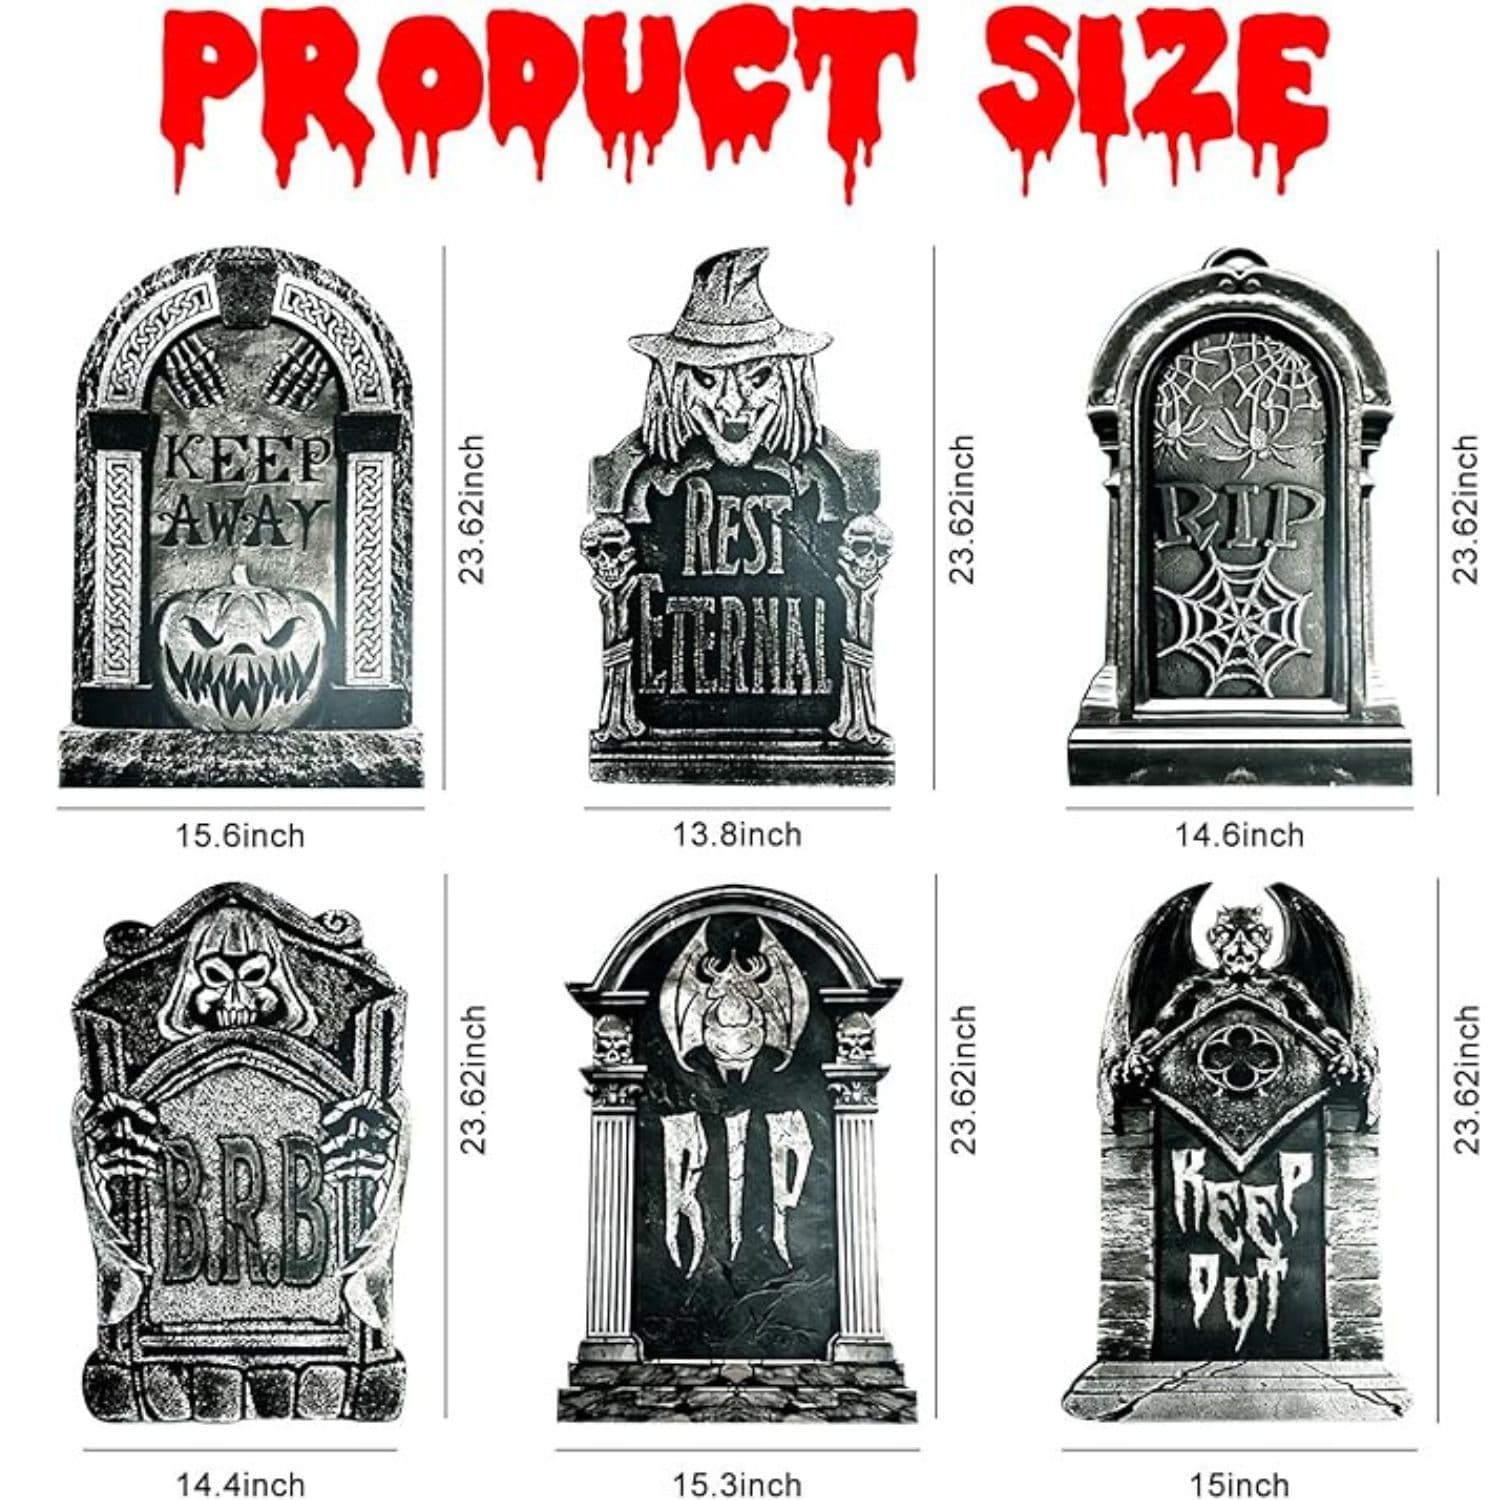 PRODUCT SIZE
KEEP
AWAY
23.62inch
15.6inch
REST
ETERNAL
23.62inch
13.8inch
RIP
23.62inch
14.6inch
B.R.B
23.62inch
14.4inch
RIP
23.62inch
15.3inch
KEEP
OUT
23.62inch
15inch